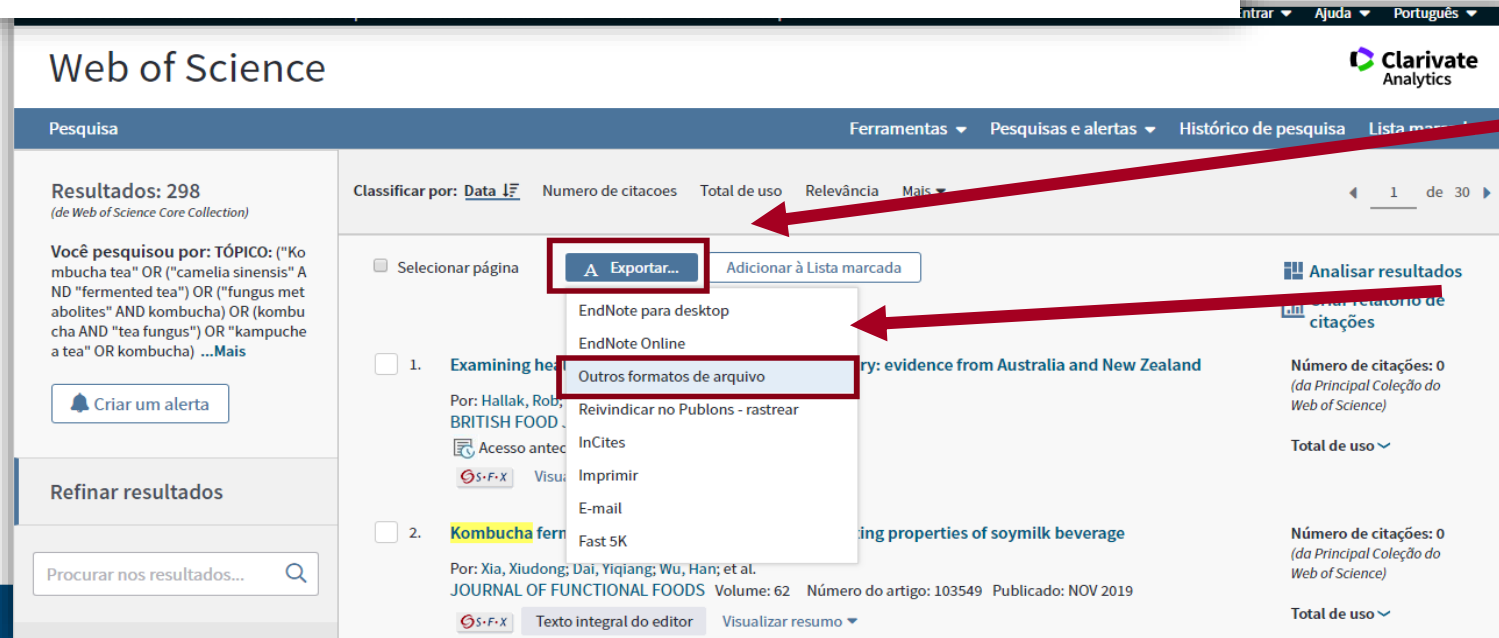 Ajuda Português
Web of Science
Clarivate
Analytics
Pesquisa Ferramentas Pesquisas e alertas Histórico de pesquisa Lista
Resultados: 298
(de Web of Science Core Collection)
Você pesquisou por: TÓPICO: ("Ko
mbucha tea" OR ("camelia sinensis" A
ND "fermented tea") OR ("fungus met
abolites" AND kombucha) OR (kombu
cha AND "tea fungus") OR "kampuche
a tea" OR kombucha) ...Mais
Criar um alerta
Refinar resultados
Procurar nos resultados...
Classificar por: Data Numero de citacoes Total de uso Relevância Mais
1 de 30
Selecionar página
A Exportar...
Adicionar à Lista marcada
EndNote para desktop
EndNote Online
Outros formatos de arquivo
Reivindicar no Publons - rastrear
InCites
Imprimir
E-mail
Fast 5K
Analisar resultados
relatório de
citações
1. Examining ry: evidence from Australia and New Zealand
Por: Hallak, Rob;
BRITISH FOOD
Acesso
S·F·X
Número de citações: 0
(da Principal Coleção do
Web of Science)
Total de uso
2. Kombucha ferm ing properties of soymilk beverage
Por: Xia, Xiudong; Dai, Yiqiang; Wu, Han; et al.
JOURNAL OF FUNCTIONAL FOODS Volume: 62 Número do artigo: 103549 Publicado: NOV 2019
S·F·X Texto integral do editor Visualizar resumo
Número de citações: 0
(da Principal Coleção do
Web of Science)
Total de uso